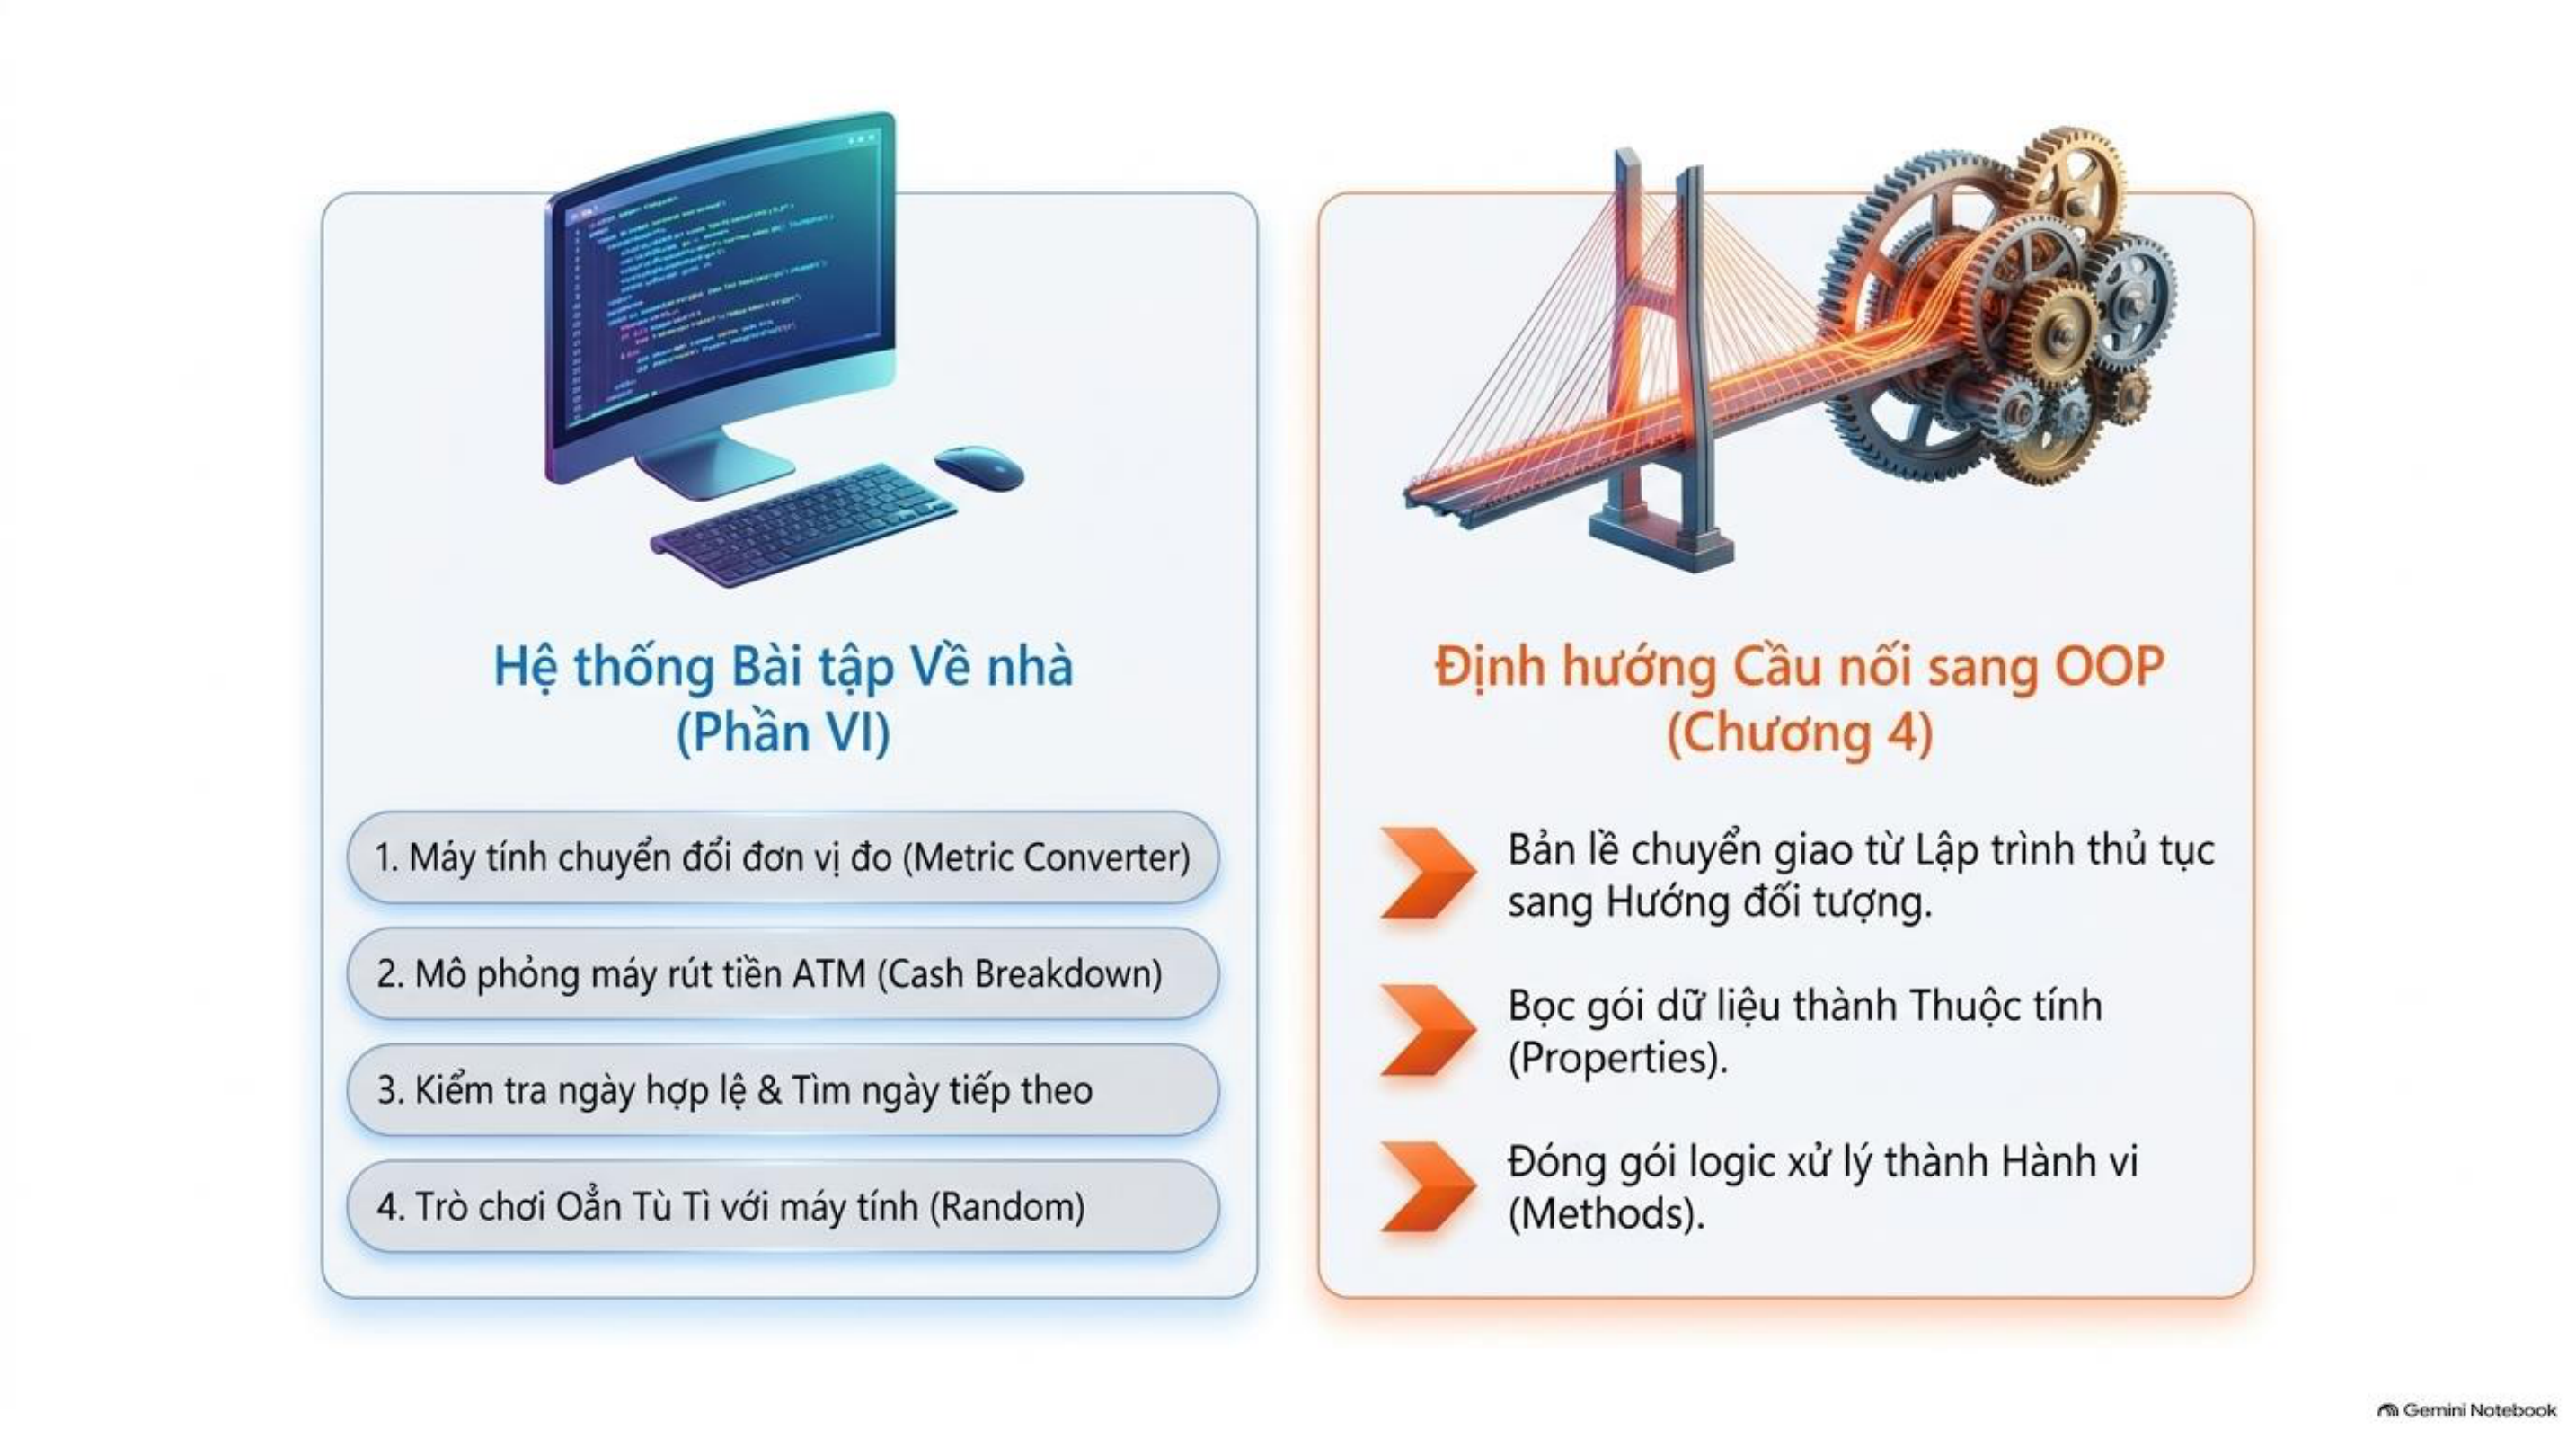 Hệ thống Bài tập Về nhà
(Phần VI)
1. Máy tính chuyển đổi đơn vị đo (Metric Converter)
2. Mô phỏng máy rút tiền ATM (Cash Breakdown)
3. Kiểm tra ngày hợp lệ & Tìm ngày tiếp theo
4. Trò chơi Oẳn Tù Tì với máy tính (Random)
Định hướng Cầu nối sang OOP
(Chương 4)
Bản lề chuyển giao từ Lập trình thủ tục
sang Hướng đối tượng.
Bọc gói dữ liệu thành Thuộc tính
(Properties).
Đóng gói logic xử lý thành Hành vi
(Methods).
Gemini Notebook